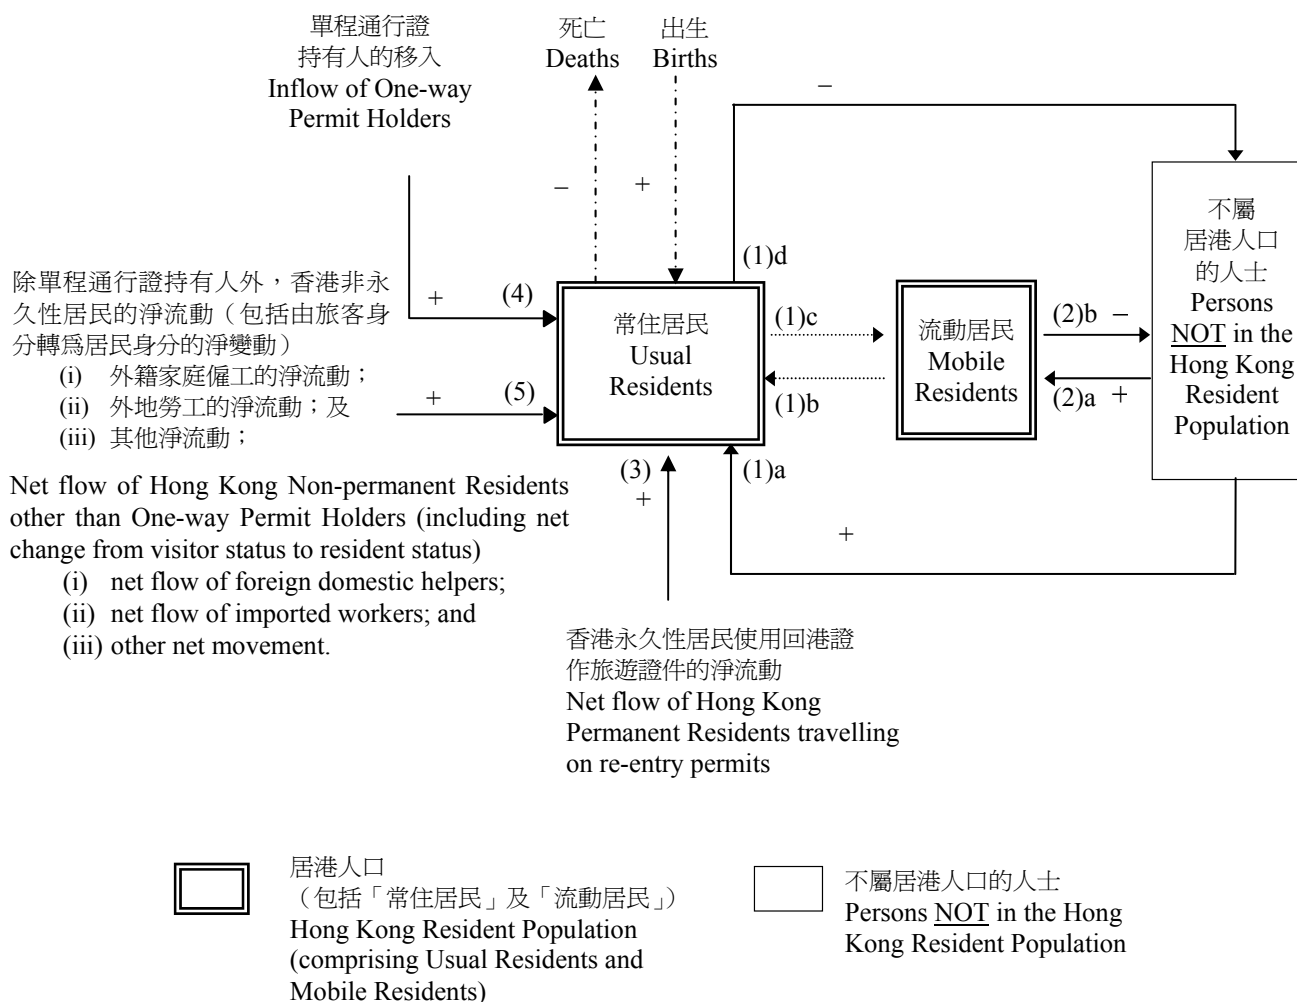 單程通行證
持有人的移入
Inflow of One-way
Permit Holders
死亡
Deaths
出生
Births
–
–
+
不屬
居港人口
的人士
Persons
NOT in the
Hong Kong
Resident
Population
(1)d
除單程通行證持有人外，香港非永
久性居民的淨流動（包括由旅客身
分轉爲居民身分的淨變動）
(i) 外籍家庭僱工的淨流動；
(ii) 外地勞工的淨流動；及
(iii) 其他淨流動；
+
(4)
+
(5)
常住居民
Usual
Residents
(1)c
(1)b
流動居民
Mobile
Residents
(2)b –
(2)a +
(3)
+
(1)a
+
Net flow of Hong Kong Non-permanent Residents
other than One-way Permit Holders (including net
change from visitor status to resident status)
(i) net flow of foreign domestic helpers;
(ii) net flow of imported workers; and
(iii) other net movement.
香港永久性居民使用回港證
作旅遊證件的淨流動
Net flow of Hong Kong
Permanent Residents travelling
on re-entry permits
居港人口
（包括「常住居民」及「流動居民」）
Hong Kong Resident Population
(comprising Usual Residents and
Mobile Residents)
不屬居港人口的人士
Persons NOT in the Hong
Kong Resident Population